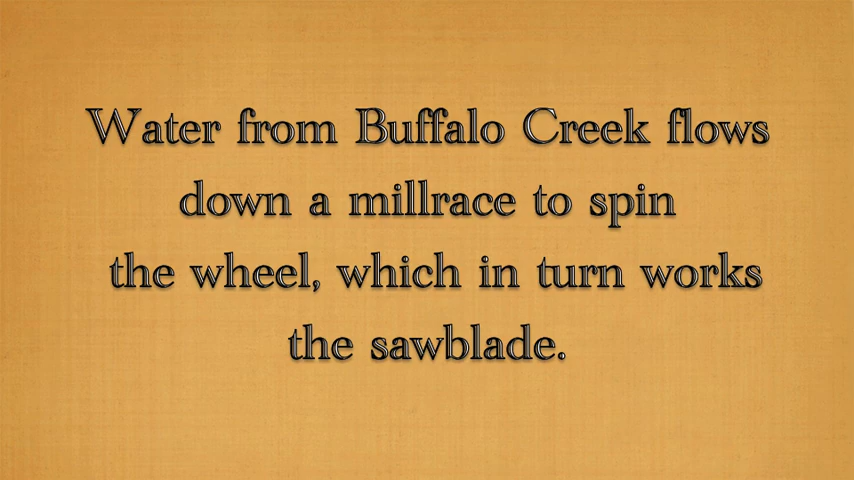 Water from Buffalo Creek flows
down a millrace to spin
the wheel, which in turn works
the sawblade.